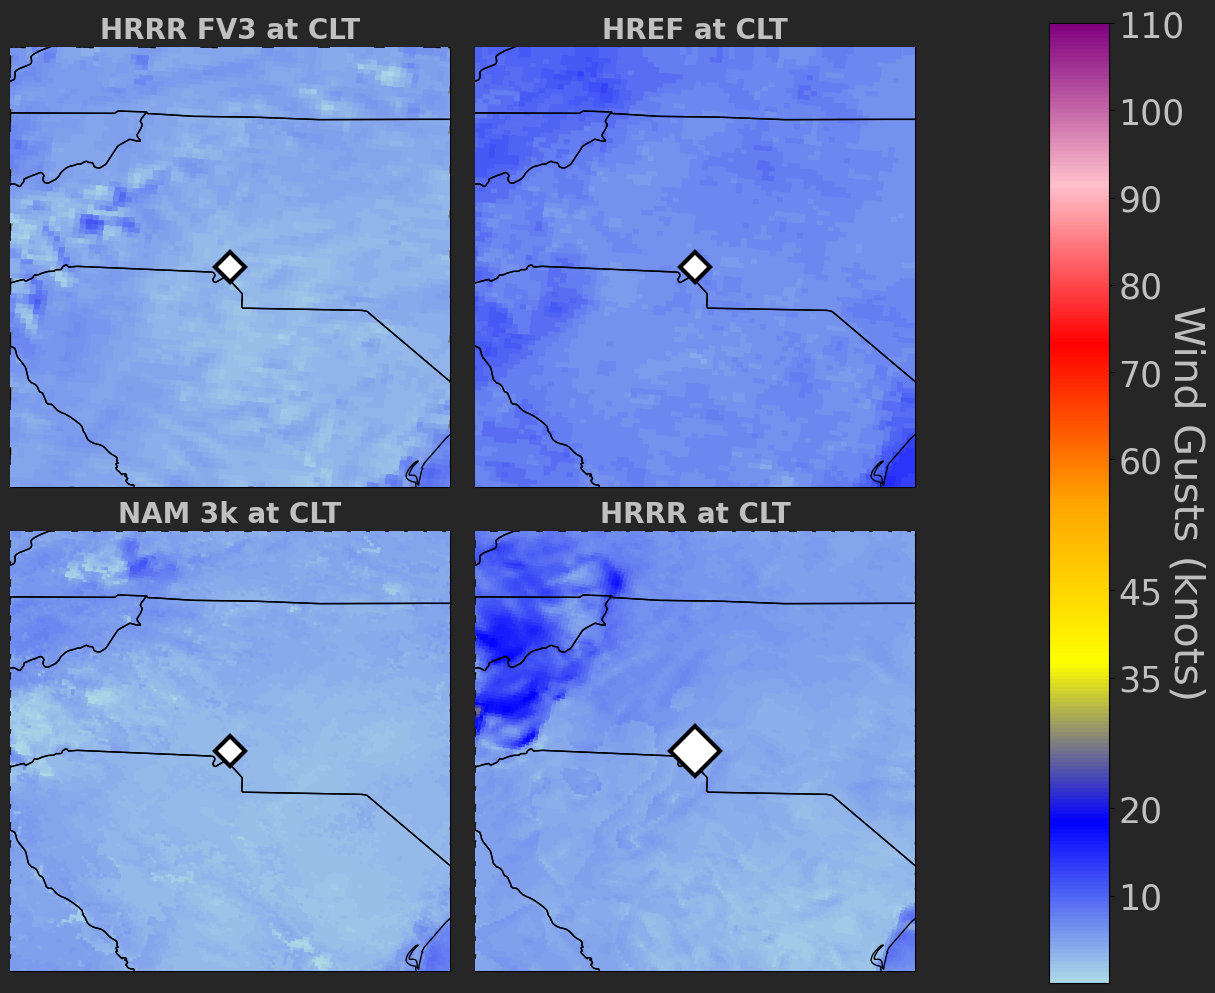 HRRR FV3 at CLT
HREF at CLT
NAM 3k at CLT
HRRR at CLT
110
100
90
80
70
60
45
35
20
10
Wind Gusts (knots)